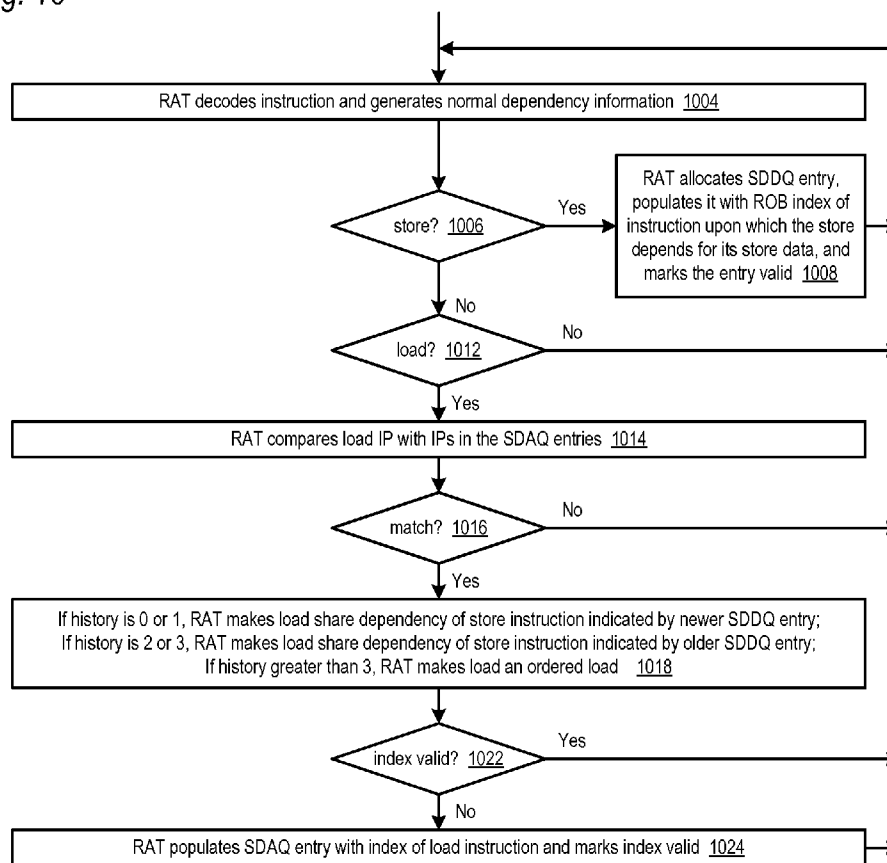 RAT decodes instruction and generates normal dependency information 1004
store? 1006
Yes
RAT allocates SDDQ entry,
populates it with ROB index of
instruction upon which the store
depends for its store data, and
marks the entry valid 1008
No
load? 1012
No
Yes
RAT compares load IP with IPs in the SDAQ entries 1014
match? 1016
No
Yes
If history is 0 or 1, RAT makes load share dependency of store instruction indicated by newer SDDQ entry;
If history is 2 or 3, RAT makes load share dependency of store instruction indicated by older SDDQ entry;
If history greater than 3, RAT makes load an ordered load 1018
index valid? 1022
Yes
No
RAT populates SDAQ entry with index of load instruction and marks index valid 1024